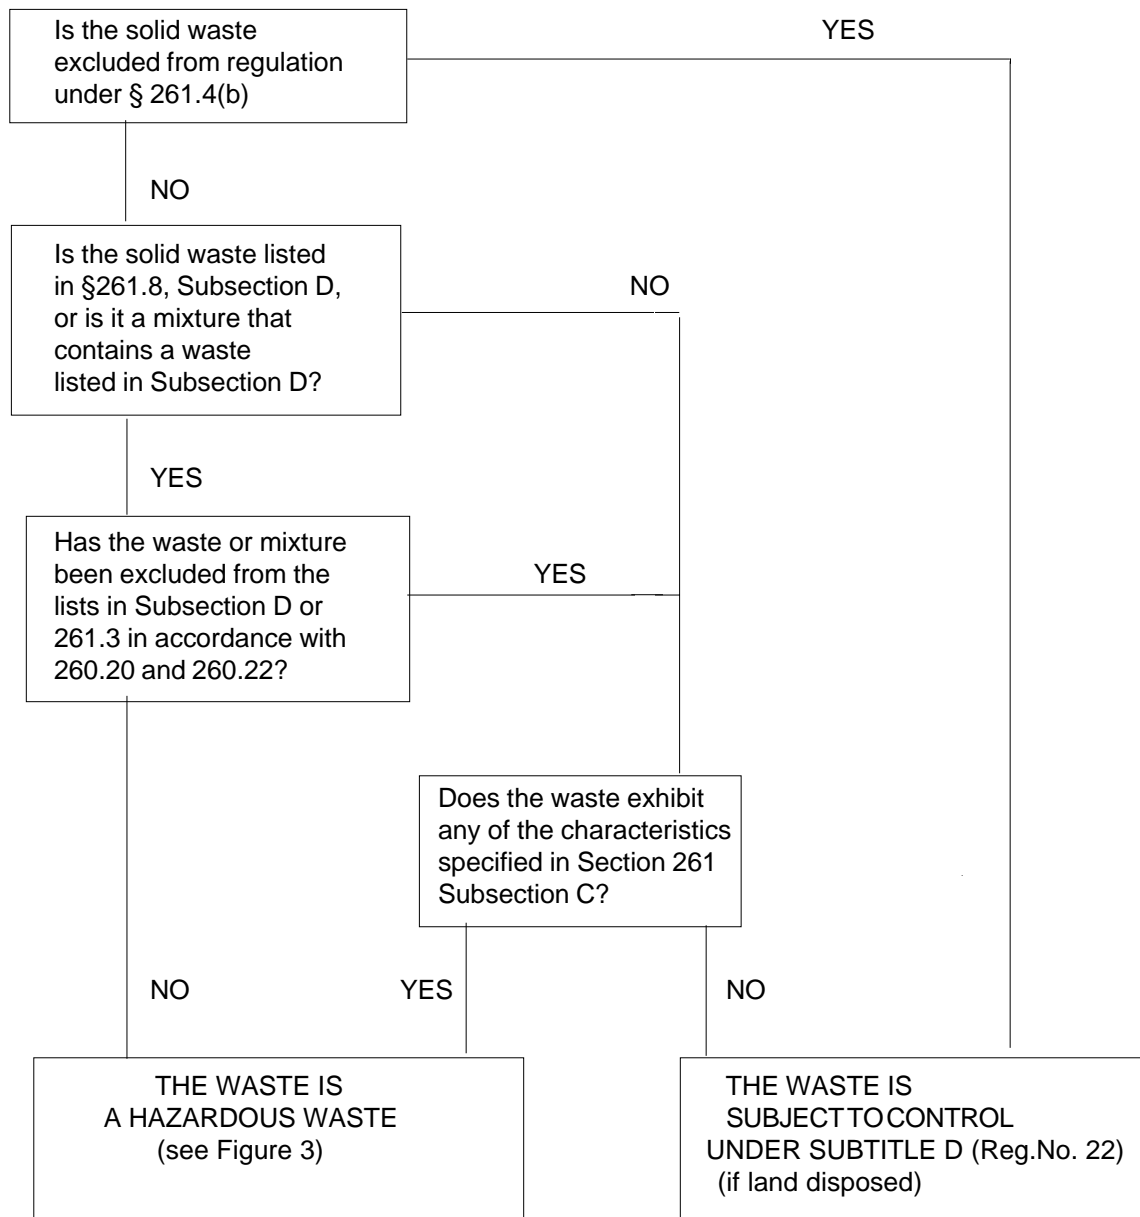 Is the solid waste
excluded from regulation
under § 261.4(b)
YES
NO
Is the solid waste listed
in §261.8, Subsection D,
or is it a mixture that
contains a waste
listed in Subsection D?
NO
YES
Has the waste or mixture
been excluded from the
lists in Subsection D or
261.3 in accordance with
260.20 and 260.22?
YES
Does the waste exhibit
any of the characteristics
specified in Section 261
Subsection C?
NO
YES
NO
THE WASTE IS
A HAZARDOUS WASTE
(see Figure 3)
THE WASTE IS
SUBJECT TO CONTROL
UNDER SUBTITLE D (Reg.No. 22)
(if land disposed)